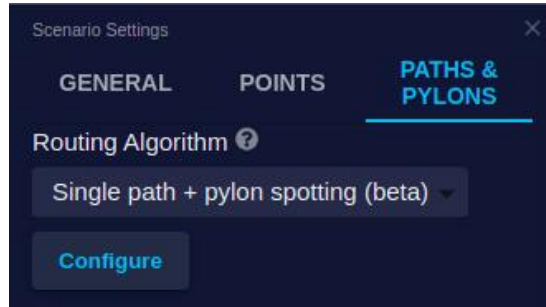 Scenario Settings
GENERAL
POINTS
PATHS &
PYLONS
Routing Algorithm
Single path + pylon spotting (beta)
Configure